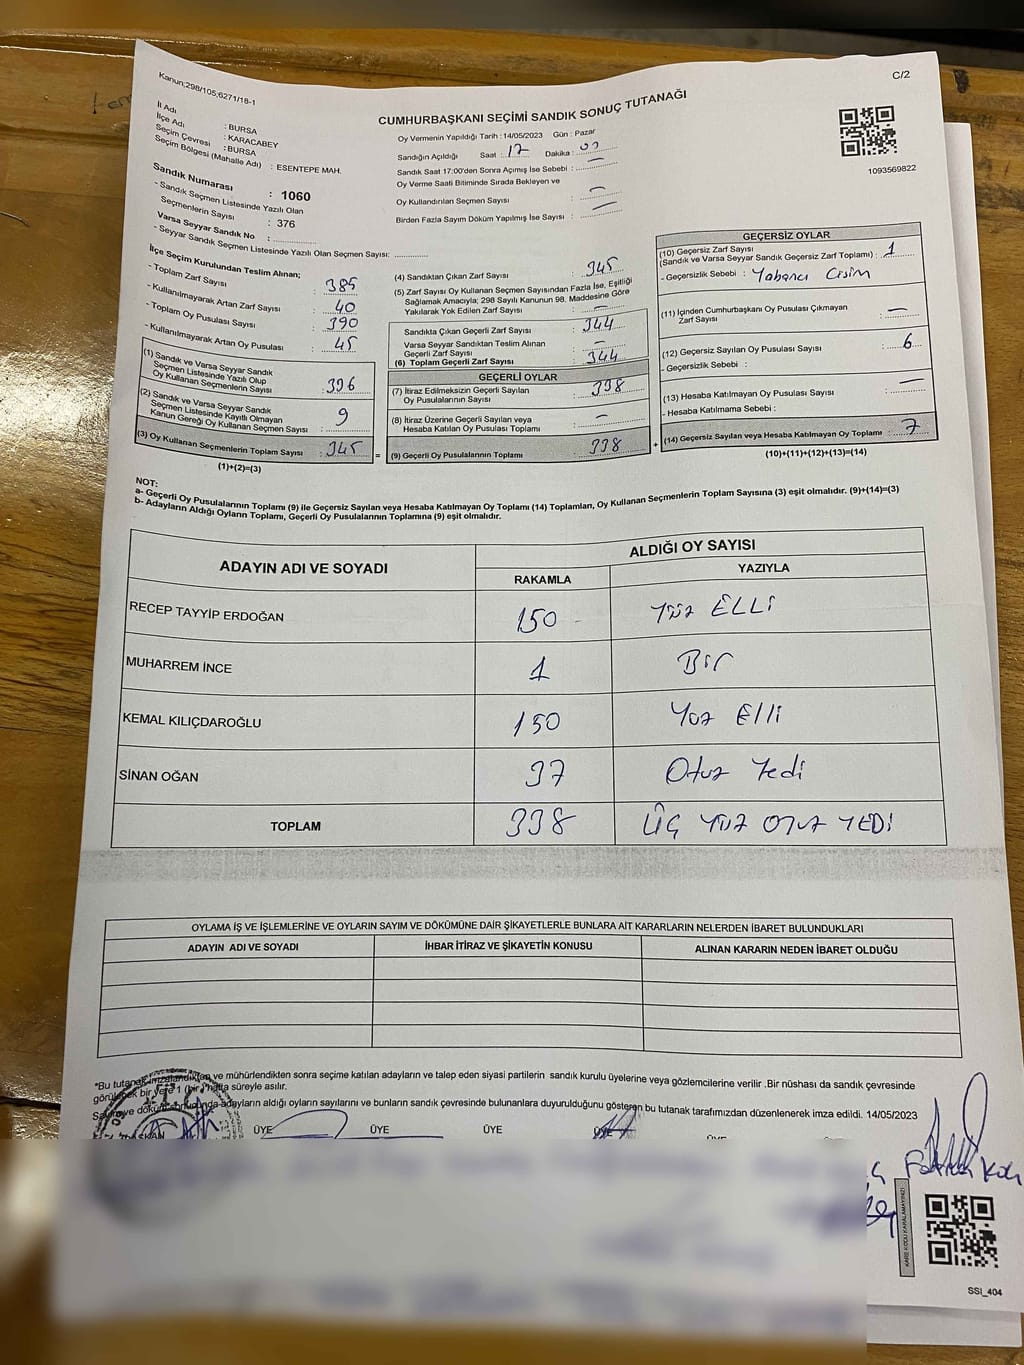 Kanun;298/105;6271/18-1
C/2
CUMHURBAŞKANI SEÇİMİ SANDIK SONUÇ TUTANAĞI
İl Adı : BURSA
İlçe Adı : KARACABEY
Seçim Çevresi : BURSA
Seçim Bölgesi (Mahalle Adı) : ESENTEPE MAH.
Sandık Numarası : 1060
- Sandık Seçmen Listesinde Yazılı Olan
Seçmenlerin Sayısı : 376
Varsa Seyyar Sandık No :
- Seyyar Sandık Seçmen Listesinde Yazılı Olan Seçmen Sayısı:
Oy Vermenin Yapıldığı Tarih :14/05/2023 Gün : Pazar
Sandığın Açıldığı Saat : 17 Dakika :
Sandık Saat 17:00'den Sonra Açımış İse Sebebi : —
Oy Verme Saati Bitiminde Sırada Bekleyen ve
Oy Kullandırılan Seçmen Sayısı : —
Birden Fazla Sayım Döküm Yapılmış İse Sayısı : —
1093569822
İlçe Seçim Kurulundan Teslim Alınan;
- Toplam Zarf Sayısı : 385
- Kullanılmayarak Artan Zarf Sayısı : 40
- Toplam Oy Pusulası Sayısı : 390
- Kullanılmayarak Artan Oy Pusulası : 45
(1) Sandık ve Varsa Seyyar Sandık
Seçmen Listesinde Yazılı Olup
Oy Kullanan Seçmenlerin Sayısı : 336
(2) Sandık ve Varsa Seyyar Sandık
Seçmen Listesinde Kayıtlı Olmayan
Kanun Gereği Oy Kullanan Seçmen Sayısı : 9
(3) Oy Kullanan Seçmenlerin Toplam Sayısı : 345
(1)+(2)=(3)
(4) Sandıktan Çıkan Zarf Sayısı : 345
(5) Zarf Sayısı Oy Kullanan Seçmen Sayısından Fazla İse, Eşitliği
Sağlamak Amacıyla; 298 Sayılı Kanunun 98. Maddesine Göre
Yakılarak Yok Edilen Zarf Sayısı : —
Sandıkta Çıkan Geçerli Zarf Sayısı : 344
Varsa Seyyar Sandıktan Teslim Alınan
Geçerli Zarf Sayısı : —
(6) Toplam Geçerli Zarf Sayısı : 344
GEÇERLİ OYLAR
(7) İtiraz Edilmeksizin Geçerli Sayılan
Oy Pusulalarının Sayısı : 338
(8) İtiraz Üzerine Geçerli Sayılan veya
Hesaba Katılan Oy Pusulası Toplamı : —
= (9) Geçerli Oy Pusulalarının Toplamı : 338
GEÇERSİZ OYLAR
(10) Geçersiz Zarf Sayısı
(Sandık ve Varsa Seyyar Sandık Geçersiz Zarf Toplamı) : 1
- Geçersizlik Sebebi : Yabancı Cisim
(11) İçinden Cumhurbaşkanı Oy Pusulası Çıkmayan
Zarf Sayısı : —
(12) Geçersiz Sayılan Oy Pusulası Sayısı : 6
- Geçersizlik Sebebi :
(13) Hesaba Katılmayan Oy Pusulası Sayısı : —
- Hesaba Katılmama Sebebi :
+ (14) Geçersiz Sayılan veya Hesaba Katılmayan Oy Toplamı : 7
(10)+(11)+(12)+(13)=(14)
NOT:
a- Geçerli Oy Pusulalarının Toplamı (9) ile Geçersiz Sayılan veya Hesaba Katılmayan Oy Toplamı (14) Toplamları, Oy Kullanan Seçmenlerin Toplam Sayısına (3) eşit olmalıdır. (9)+(14)=(3)
b- Adayların Aldığı Oyların Toplamı, Geçerli Oy Pusulalarının Toplamına (9) eşit olmalıdır.
ADAYIN ADI VE SOYADI
ALDIĞI OY SAYISI
RAKAMLA YAZIYLA
RECEP TAYYİP ERDOĞAN 150 Yüz ELLİ
MUHARREM İNCE 1 Bir
KEMAL KILIÇDAROĞLU 150 Yüz Elli
SİNAN OĞAN 37 Otuz Yedi
TOPLAM 338 ÜÇ YÜZ OTUZ YEDİ
OYLAMA İŞ VE İŞLEMLERİNE VE OYLARIN SAYIM VE DÖKÜMÜNE DAİR ŞİKAYETLERLE BUNLARA AİT KARARLARIN NELERDEN İBARET BULUNDUKLARI
ADAYIN ADI VE SOYADI İHBAR İTİRAZ VE ŞİKAYETİN KONUSU ALINAN KARARIN NEDEN İBARET OLDUĞU
*Bu tutanak imzalandıktan ve mühürlendikten sonra seçime katılan adayların ve talep eden siyasi partilerin sandık kurulu üyelerine veya gözlemcilerine verilir .Bir nüshası da sandık çevresinde
görülecek bir yere 1 (bir) hafta süreyle asılır.
Sayım ve döküm sonucunda adayların aldığı oyların sayılarını ve bunların sandık çevresinde bulunanlara duyurulduğunu gösteren bu tutanak tarafımızdan düzenlenerek imza edildi. 14/05/2023
BAŞKAN ÜYE ÜYE ÜYE ÜYE
KARE KODU KARALAMAYINIZ!
SSI_404